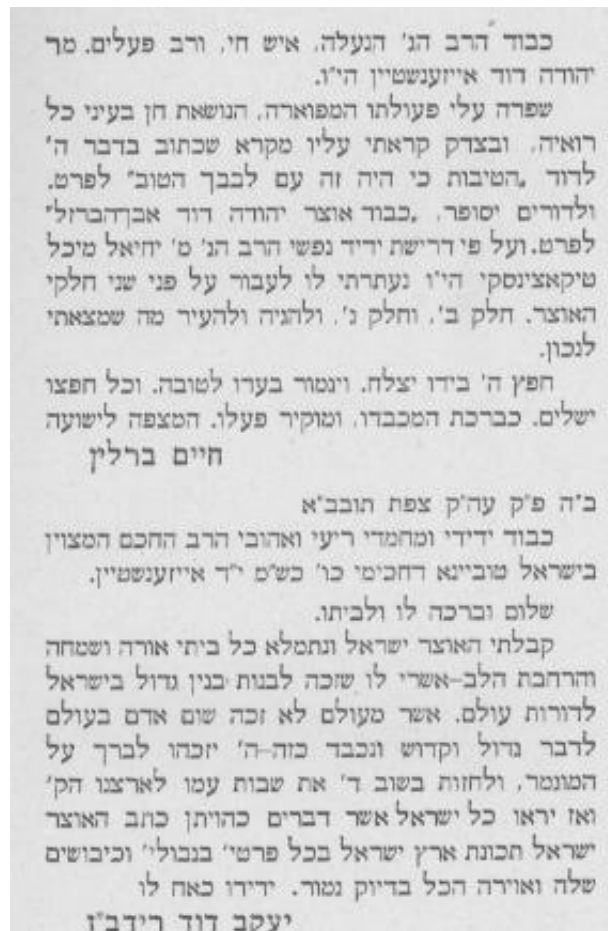 כבוד הרב הג׳ הנעלה, איש חי, ורב פעלים, מר
יהודה דוד אייזענשטיין הי״ו.
שפרה עלי פעולתו המפוארה, הנושאת חן בעיני כל
רואיה, ובצדק קראתי עליו מקרא שכתוב בדבר ה׳
לדוד „הטיבות כי היה זה עם לבבך הטוב״ לפרט.
ולדורים יסופר, „כבוד אוצר יהודה דוד אבן־הברזל״
לפרט. ועל פי דרישת ידיד נפשי הרב הג׳ מ׳ יחיאל מיכל
טיקאצינסקי הי״ו נעתרתי לו לעבור על פני שני חלקי
האוצר, חלק ב׳, וחלק ג׳, ולהגיה ולהעיר מה שמצאתי
לנכון.
חפץ ה׳ בידו יצלח, ויגמור בעדו לטובה, וכל חפצו
ישלים, כברכת המכבדו, ומוקיר פעלו, המצפה לישועה
חיים ברלין
ב״ה פ״ק עה״ק צפת תובב״א
כבוד ידידי ומחמדי ריעי ואהובי הרב החכם המצוין
בישראל טוביינא דחכימי כו׳ כש״מ י״ד אייזענשטיין.
שלום וברכה לו ולביתו.
קבלתי האוצר ישראל ונתמלא כל ביתי אורה ושמחה
והרחבת הלב–אשרי לו שזכה לבנות בנין גדול בישראל
לדורות עולם, אשר מעולם לא זכה שום אדם בעולם
לדבר גדול וקדוש ונכבד כזה–ה׳ יזכהו לברך על
המוגמר, ולחזות בשוב ד׳ את שבות עמו לארצנו הק׳
ואז יראו כל ישראל אשר דברים כהויתן כתב האוצר
ישראל תכונת ארץ ישראל בכל פרטי׳ בגבולי׳ וכיבושים
שלה ואוירה הכל בדיוק גמור. ידידו כאח לו
יעקב דוד רידב״ז